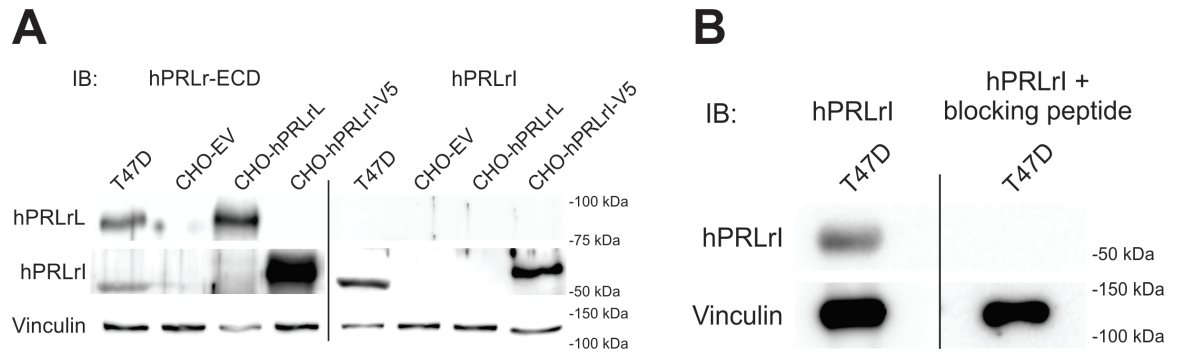 A
IB: hPRLr-ECD hPRLrI
T47D CHO-EV CHO-hPRLrL CHO-hPRLrI-V5 T47D CHO-EV CHO-hPRLrL CHO-hPRLrI-V5
hPRLrL
-100 kDa
-75 kDa
hPRLrI
-50 kDa
Vinculin
-150 kDa
-100 kDa
B
IB: hPRLrI
hPRLrI +
blocking peptide
T47D T47D
hPRLrI
-50 kDa
Vinculin
-150 kDa
-100 kDa